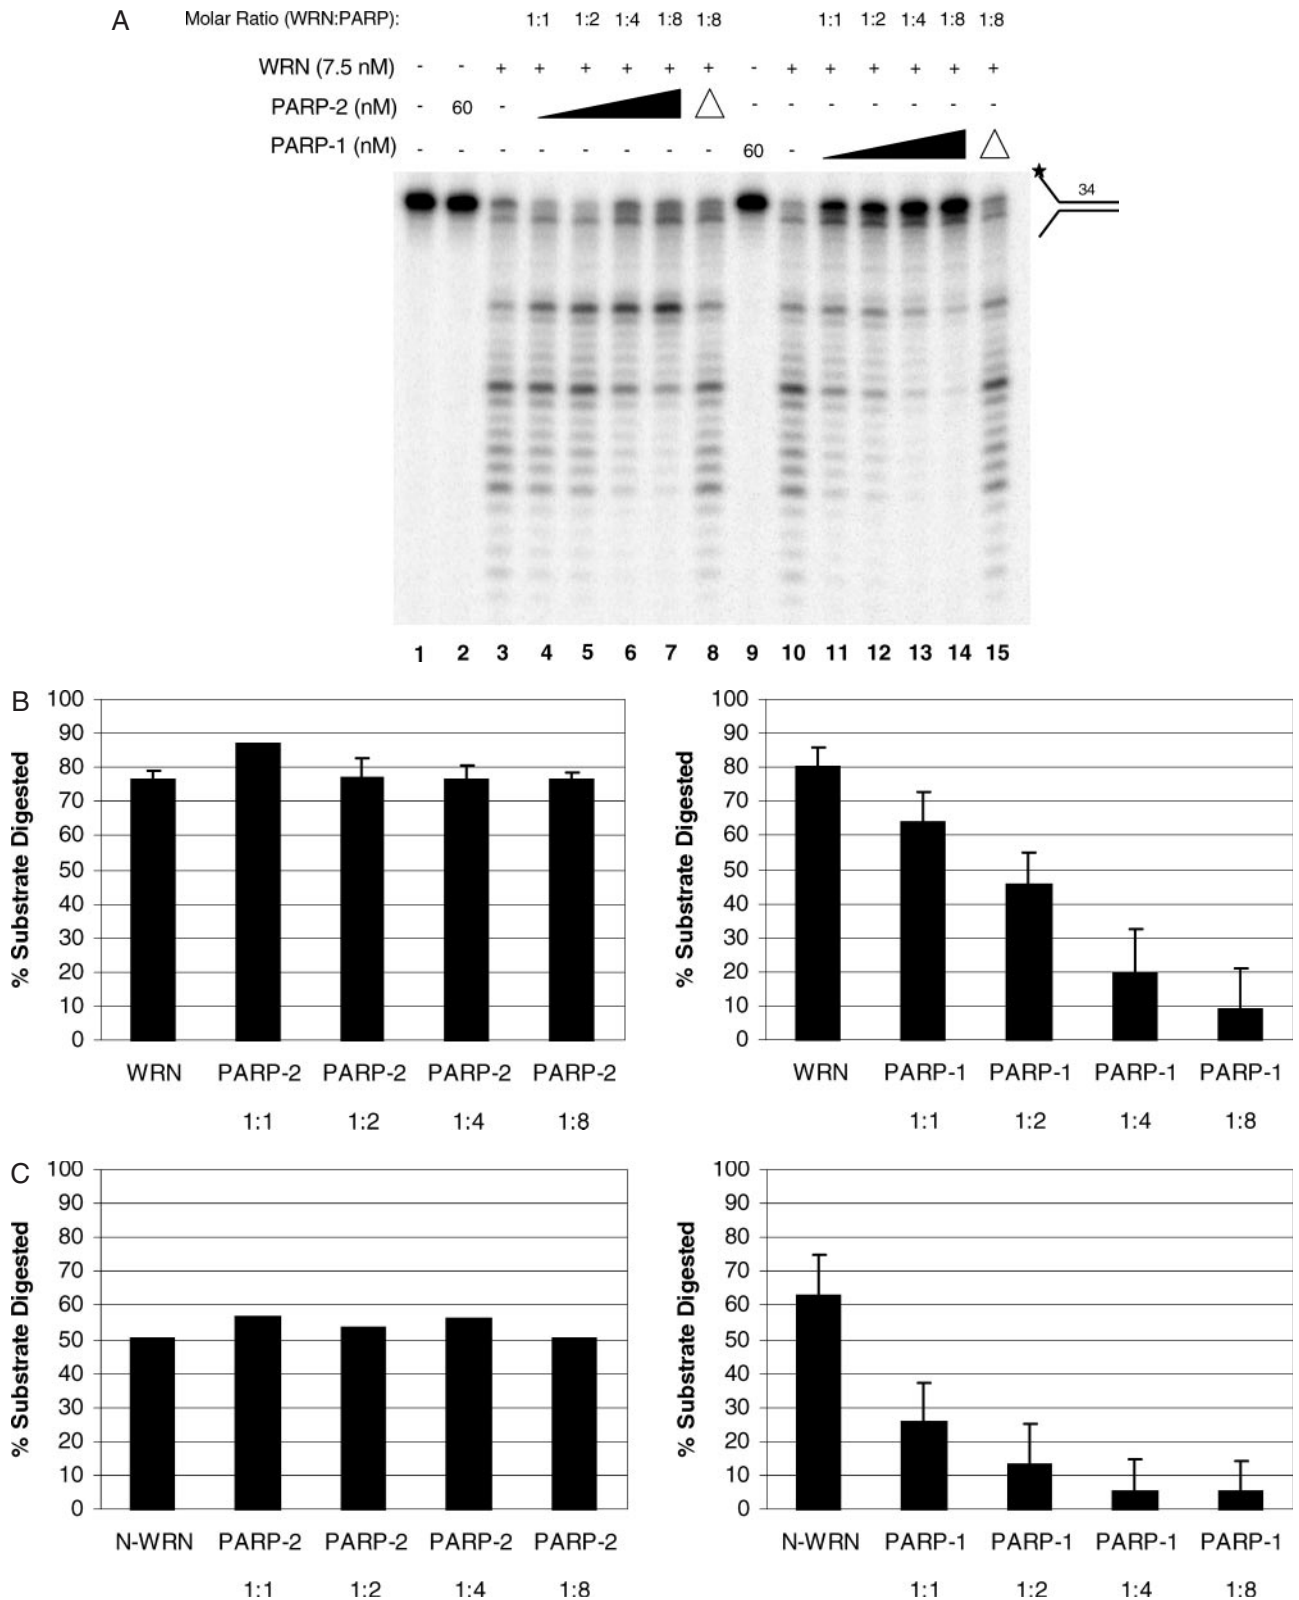 A
Molar Ratio (WRN:PARP): 1:1 1:2 1:4 1:8 1:8 1:1 1:2 1:4 1:8 1:8
WRN (7.5 nM) - - + + + + + + - + + + + + +
PARP-2 (nM) - 60 - - - - - - - -
PARP-1 (nM) - - - - - - - - 60 -
34
1 2 3 4 5 6 7 8 9 10 11 12 13 14 15
B
% Substrate Digested
100
90
80
70
60
50
40
30
20
10
0
WRN PARP-2 PARP-2 PARP-2 PARP-2
1:1 1:2 1:4 1:8
% Substrate Digested
100
90
80
70
60
50
40
30
20
10
0
WRN PARP-1 PARP-1 PARP-1 PARP-1
1:1 1:2 1:4 1:8
C
% Substrate Digested
100
90
80
70
60
50
40
30
20
10
0
N-WRN PARP-2 PARP-2 PARP-2 PARP-2
1:1 1:2 1:4 1:8
% Substrate Digested
100
90
80
70
60
50
40
30
20
10
0
N-WRN PARP-1 PARP-1 PARP-1 PARP-1
1:1 1:2 1:4 1:8